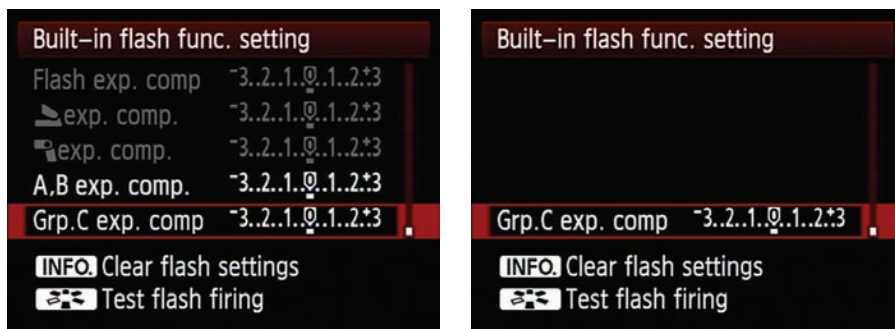 Built-in flash func. setting
Flash exp. comp -3..2..1..0..1..2.+3
exp. comp. -3..2..1..0..1..2.+3
exp. comp. -3..2..1..0..1..2.+3
A,B exp. comp. -3..2..1..0..1..2.+3
Grp.C exp. comp -3..2..1..0..1..2.+3
INFO. Clear flash settings
Test flash firing
Built-in flash func. setting
Grp.C exp. comp -3..2..1..0..1..2.+3
INFO. Clear flash settings
Test flash firing